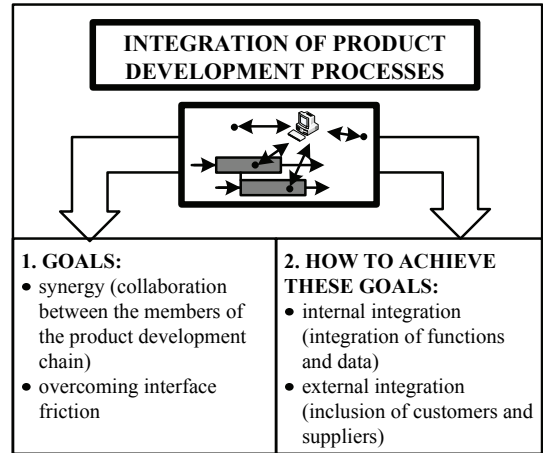 INTEGRATION OF PRODUCT
DEVELOPMENT PROCESSES
1. GOALS:
• synergy (collaboration
between the members of
the product development
chain)
• overcoming interface
friction
2. HOW TO ACHIEVE
THESE GOALS:
• internal integration
(integration of functions
and data)
• external integration
(inclusion of customers and
suppliers)